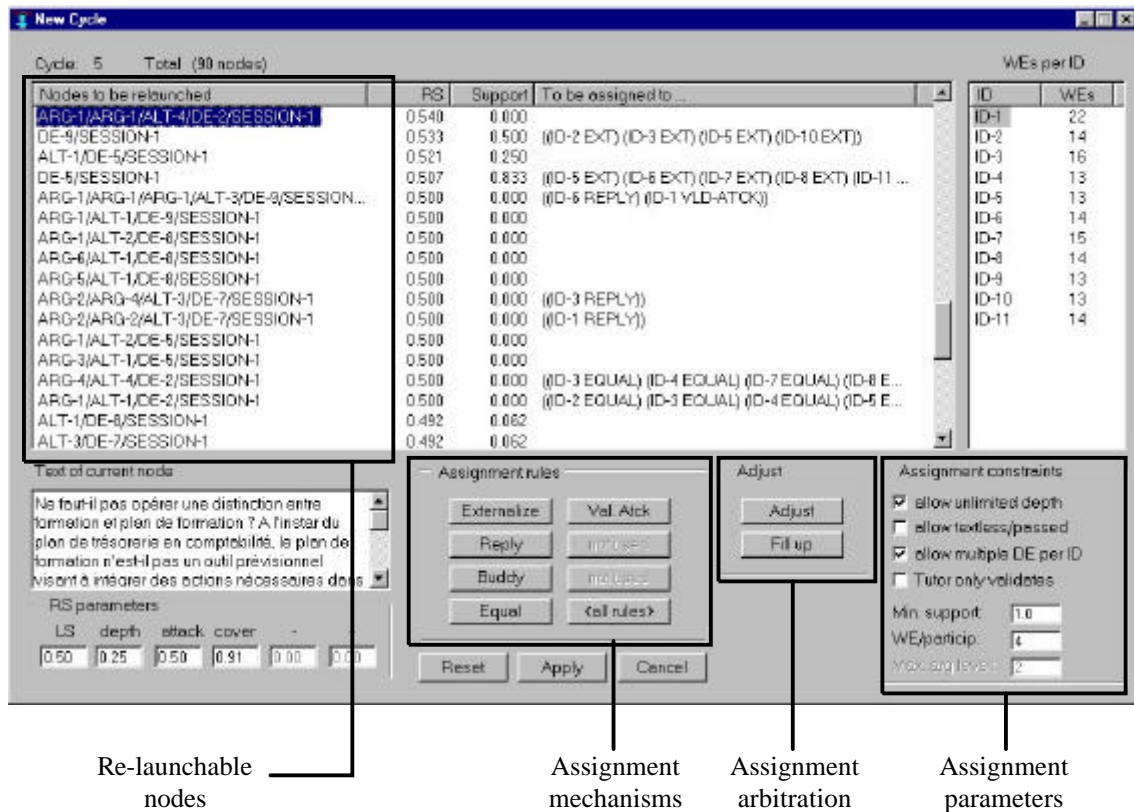 New Cycle
Cycle: 5 Total (90 nodes) WEs per ID
Nodes to be relaunched RS Support To be assigned to ... ID WEs
ARG-1/ARG-1/ALT-4/DE-2/SESSION-1 0.540 0.000 ID-1 22
DE-9/SESSION-1 0.533 0.500 ((ID-2 EXT) (ID-3 EXT) (ID-5 EXT) (ID-10 EXT)) ID-2 14
ALT-1/DE-5/SESSION-1 0.521 0.250 ID-3 16
DE-5/SESSION-1 0.507 0.833 ((ID-5 EXT) (ID-6 EXT) (ID-7 EXT) (ID-8 EXT) (ID-11 ... ID-4 13
ARG-1/ARG-1/ARG-1/ALT-3/DE-9/SESSION... 0.500 0.000 ((ID-6 REPLY) (ID-1 VLD-ATCK)) ID-5 13
ARG-1/ALT-1/DE-9/SESSION-1 0.500 0.000 ID-6 14
ARG-1/ALT-2/DE-8/SESSION-1 0.500 0.000 ID-7 15
ARG-6/ALT-1/DE-8/SESSION-1 0.500 0.000 ID-8 14
ARG-5/ALT-1/DE-8/SESSION-1 0.500 0.000 ID-9 13
ARG-2/ARG-4/ALT-3/DE-7/SESSION-1 0.500 0.000 ((ID-3 REPLY)) ID-10 13
ARG-2/ARG-2/ALT-3/DE-7/SESSION-1 0.500 0.000 ((ID-1 REPLY)) ID-11 14
ARG-1/ALT-2/DE-5/SESSION-1 0.500 0.000
ARG-3/ALT-1/DE-5/SESSION-1 0.500 0.000
ARG-4/ALT-4/DE-2/SESSION-1 0.500 0.000 ((ID-3 EQUAL) (ID-4 EQUAL) (ID-7 EQUAL) (ID-8 E...
ARG-1/ALT-1/DE-2/SESSION-1 0.500 0.000 ((ID-2 EQUAL) (ID-3 EQUAL) (ID-4 EQUAL) (ID-5 E...
ALT-1/DE-8/SESSION-1 0.492 0.062
ALT-3/DE-7/SESSION-1 0.492 0.062
Text of current node
Ne faut-il pas opérer une distinction entre
formation et plan de formation ? A l'instar du
plan de trésorerie en comptabilité, le plan de
formation n'est-il pas un outil prévisionnel
visant à intégrer des actions nécessaires dans
RS parameters
LS depth attack cover - -
0.50 0.25 0.50 0.91 0.00 0.00
Assignment rules
Externalize Val. Atck
Reply not used
Buddy not used
Equal <all rules>
Reset Apply Cancel
Adjust
Adjust
Fill up
Assignment constraints
allow unlimited depth
allow textless/passed
allow multiple DE per ID
Tutor only validates
Min. support: 1.0
WE/particip: 4
Max. arg level: 2
Re-launchable
nodes
Assignment
mechanisms
Assignment
arbitration
Assignment
parameters